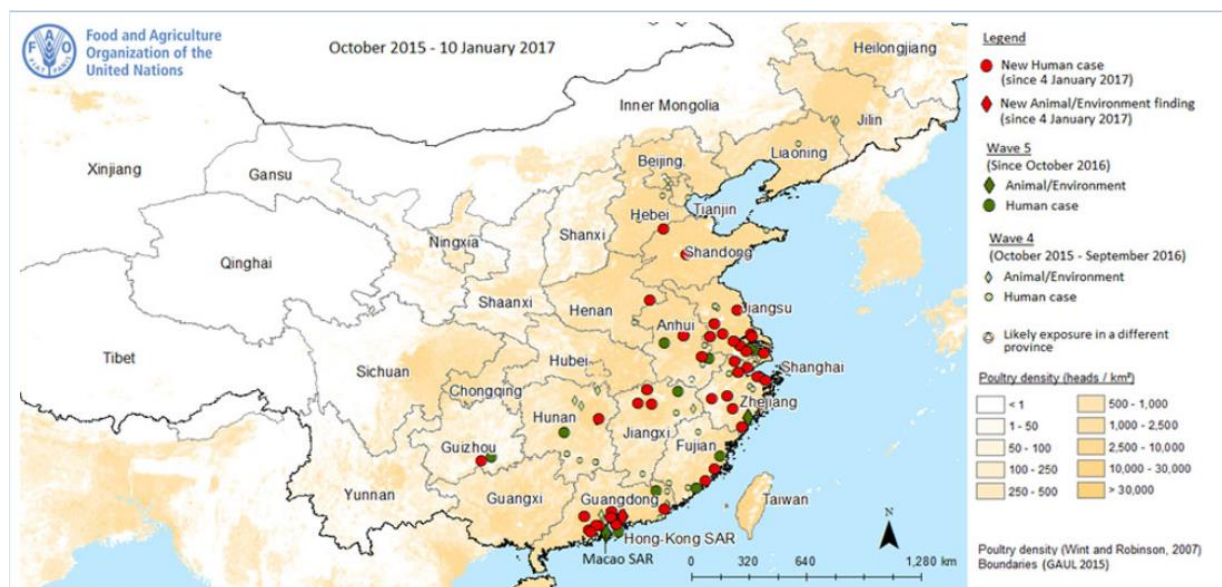 Food and Agriculture
Organization of the
United Nations
FAO
FIAT PANIS
October 2015 - 10 January 2017
Heilongjiang
Inner Mongolia
Jilin
Xinjiang
Gansu
Beijing
Liaoning
Tianjin
Hebei
Ningxia
Shanxi
Shandong
Qinghai
Shaanxi
Henan
Jiangsu
Anhui
Tibet
Hubei
Shanghai
Sichuan
Chongqing
Zhejiang
Hunan
Jiangxi
Guizhou
Fujian
Yunnan
Guangxi
Guangdong
Taiwan
Hong-Kong SAR
Macao SAR
N
0 320 640 1,280 km
Legend
New Human case
(since 4 January 2017)
New Animal/Environment finding
(since 4 January 2017)
Wave 5
(Since October 2016)
Animal/Environment
Human case
Wave 4
(October 2015 - September 2016)
Animal/Environment
Human case
Likely exposure in a different
province
Poultry density (heads / km²)
< 1
1 - 50
50 - 100
100 - 250
250 - 500
500 - 1,000
1,000 - 2,500
2,500 - 10,000
10,000 - 30,000
> 30,000
Poultry density (Wint and Robinson, 2007)
Boundaries (GAUL 2015)